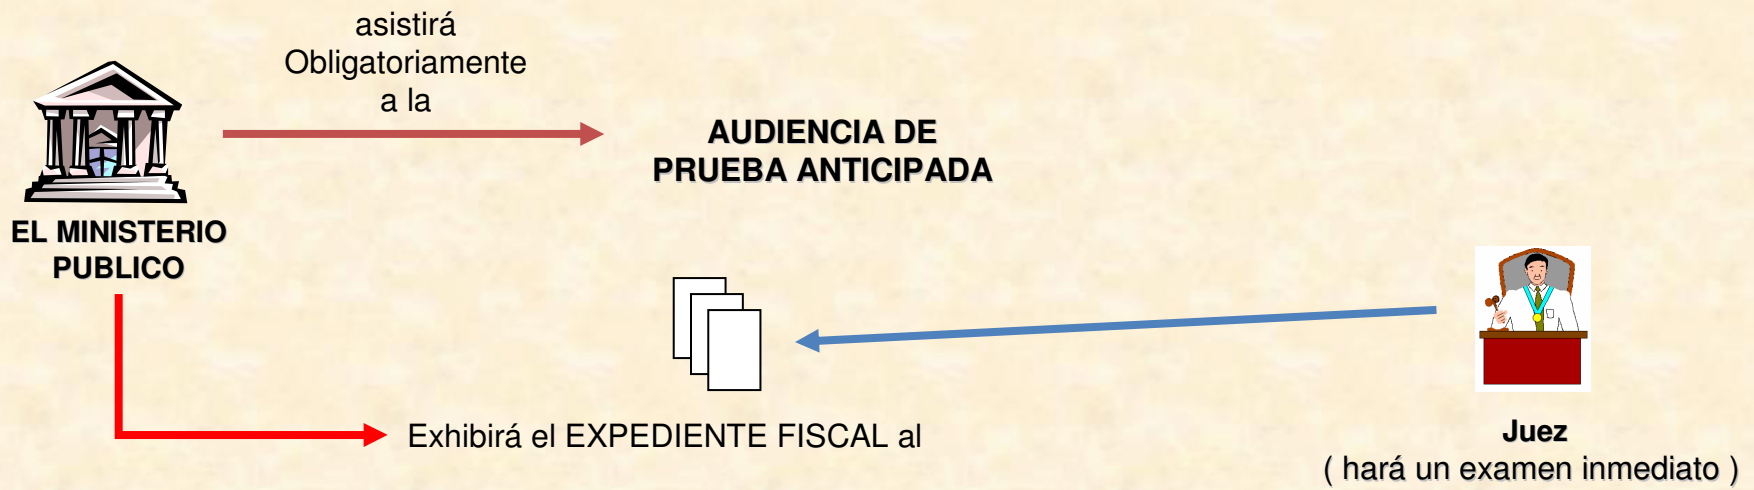 asistirá
Obligatoriamente
a la
AUDIENCIA DE
PRUEBA ANTICIPADA
EL MINISTERIO
PUBLICO
Exhibirá el EXPEDIENTE FISCAL al
Juez
( hará un examen inmediato )